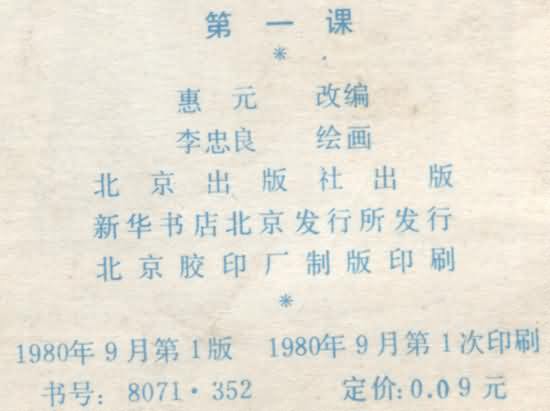 第一课
*
惠元 改编
李忠良 绘画
北京出版社出版
新华书店北京发行所发行
北京胶印厂制版印刷
*
1980年9月第1版 1980年9月第1次印刷
书号：8071·352 定价：0.09元